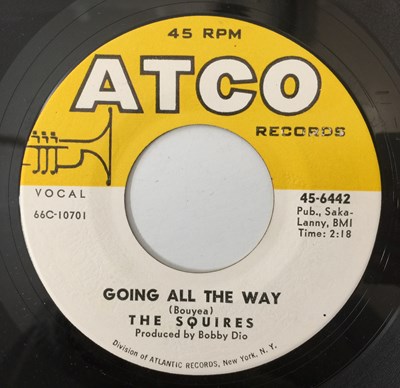 45 RPM
ATCO
RECORDS
VOCAL
66C-10701
45-6442
Pub., Saka-
Lanny, BMI
Time: 2:18
GOING ALL THE WAY
(Bouyea)
THE SQUIRES
Produced by Bobby Dio
Division of ATLANTIC RECORDS, New York, N. Y.